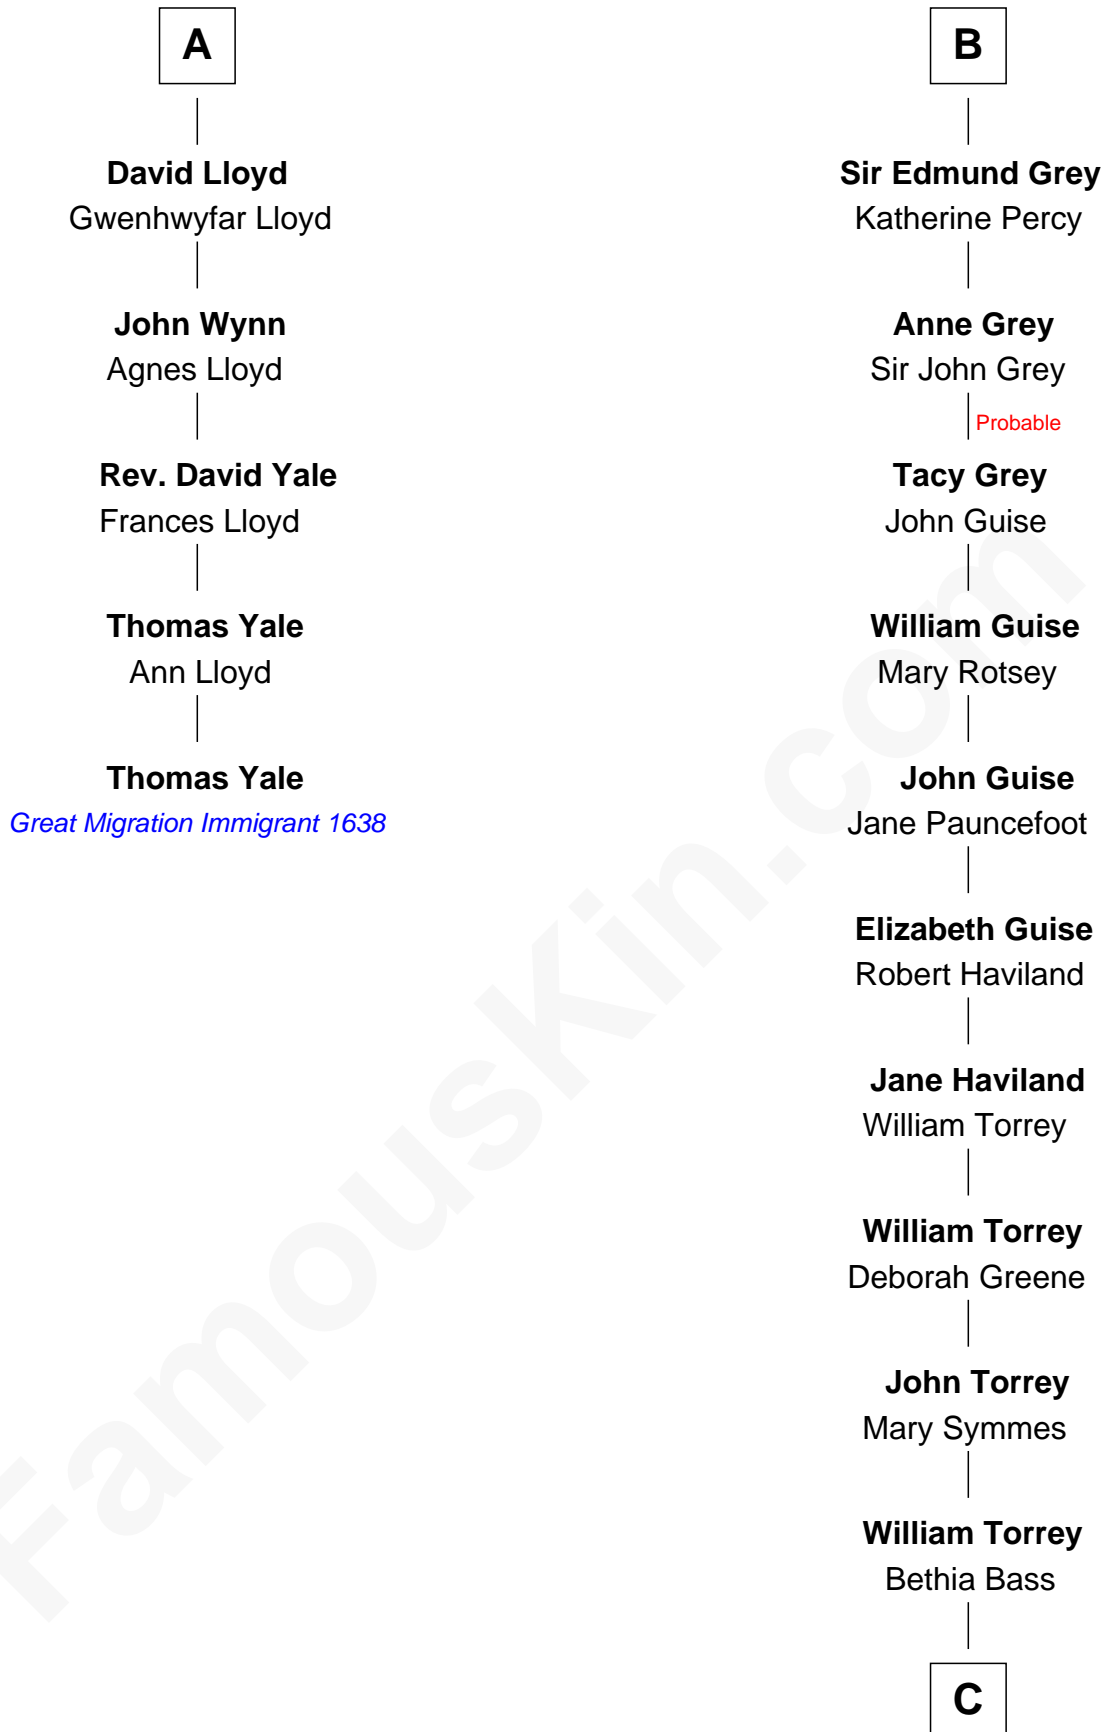 A
David Lloyd
Gwenhwyfar Lloyd
John Wynn
Agnes Lloyd
Rev. David Yale
Frances Lloyd
Thomas Yale
Ann Lloyd
Thomas Yale
Great Migration Immigrant 1638
B
Sir Edmund Grey
Katherine Percy
Anne Grey
Sir John Grey
Probable
Tacy Grey
John Guise
William Guise
Mary Rotsey
John Guise
Jane Pauncefoot
Elizabeth Guise
Robert Haviland
Jane Haviland
William Torrey
William Torrey
Deborah Greene
John Torrey
Mary Symmes
William Torrey
Bethia Bass
C
FamousKin.com